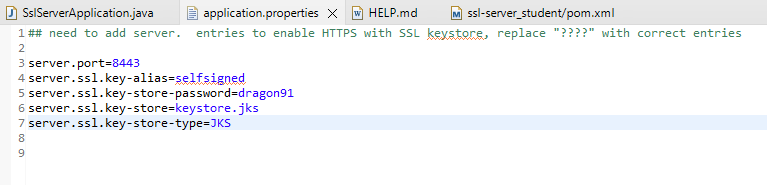 SslServerApplication.java application.properties HELP.md ssl-server_student/pom.xml
1 ## need to add server.  entries to enable HTTPS with SSL keystore, replace "????" with correct entries
2
3 server.port=8443
4 server.ssl.key-alias=selfsigned
5 server.ssl.key-store-password=dragon91
6 server.ssl.key-store=keystore.jks
7 server.ssl.key-store-type=JKS
8
9